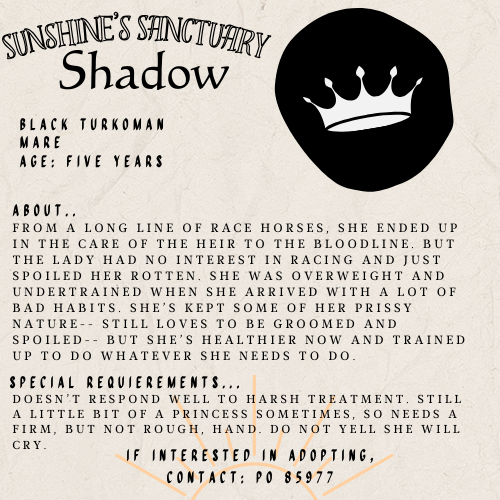 SUNSHINE'S SANCTUARY
Shadow
BLACK TURKOMAN
MARE
AGE: FIVE YEARS
ABOUT..
FROM A LONG LINE OF RACE HORSES, SHE ENDED UP
IN THE CARE OF THE HEIR TO THE BLOODLINE. BUT
THE LADY HAD NO INTEREST IN RACING AND JUST
SPOILED HER ROTTEN. SHE WAS OVERWEIGHT AND
UNDERTRAINED WHEN SHE ARRIVED WITH A LOT OF
BAD HABITS. SHE'S KEPT SOME OF HER PRISSY
NATURE-- STILL LOVES TO BE GROOMED AND
SPOILED-- BUT SHE'S HEALTHIER NOW AND TRAINED
UP TO DO WHATEVER SHE NEEDS TO DO.
SPECIAL REQUIEREMENTS...
DOESN'T RESPOND WELL TO HARSH TREATMENT. STILL
A LITTLE BIT OF A PRINCESS SOMETIMES, SO NEEDS A
FIRM, BUT NOT ROUGH, HAND. DO NOT YELL SHE WILL
CRY.
IF INTERESTED IN ADOPTING,
CONTACT: PO 85977